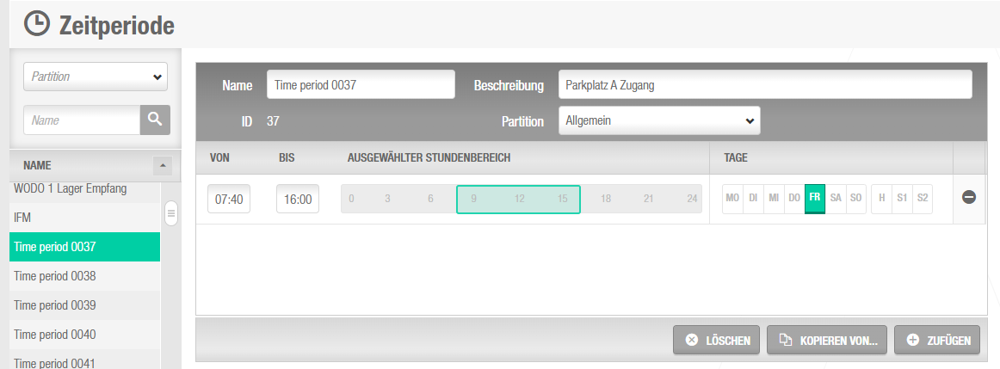 Zeitperiode
Partition
Name
NAME
WODO 1 Lager Empfang
IFM
Time period 0037
Time period 0038
Time period 0039
Time period 0040
Time period 0041
Name Time period 0037 Beschreibung Parkplatz A Zugang
ID 37 Partition Allgemein
VON BIS AUSGEWÄHLTER STUNDENBEREICH TAGE
07:40 16:00 0 3 6 9 12 15 18 21 24 MO DI MI DO FR SA SO H S1 S2
LÖSCHEN KOPIEREN VON... ZUFÜGEN